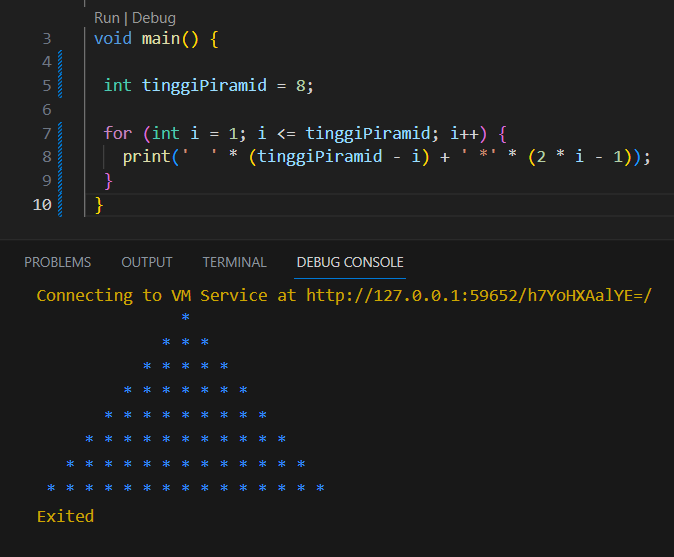 Run | Debug
3 void main() {
4
5 int tinggiPiramid = 8;
6
7 for (int i = 1; i <= tinggiPiramid; i++) {
8 print('  ' * (tinggiPiramid - i) + ' *' * (2 * i - 1));
9 }
10 }
PROBLEMS OUTPUT TERMINAL DEBUG CONSOLE
Connecting to VM Service at http://127.0.0.1:59652/h7YoHXAalYE=/
               *
             * * *
           * * * * *
         * * * * * * *
       * * * * * * * * *
     * * * * * * * * * * *
   * * * * * * * * * * * * *
 * * * * * * * * * * * * * * *
Exited